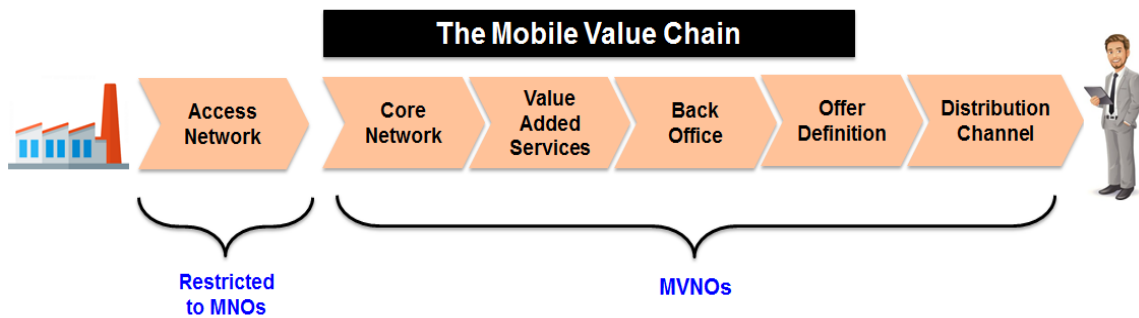 The Mobile Value Chain
Access
Network
Core
Network
Value
Added
Services
Back
Office
Offer
Definition
Distribution
Channel
Restricted
to MNOs
MVNOs